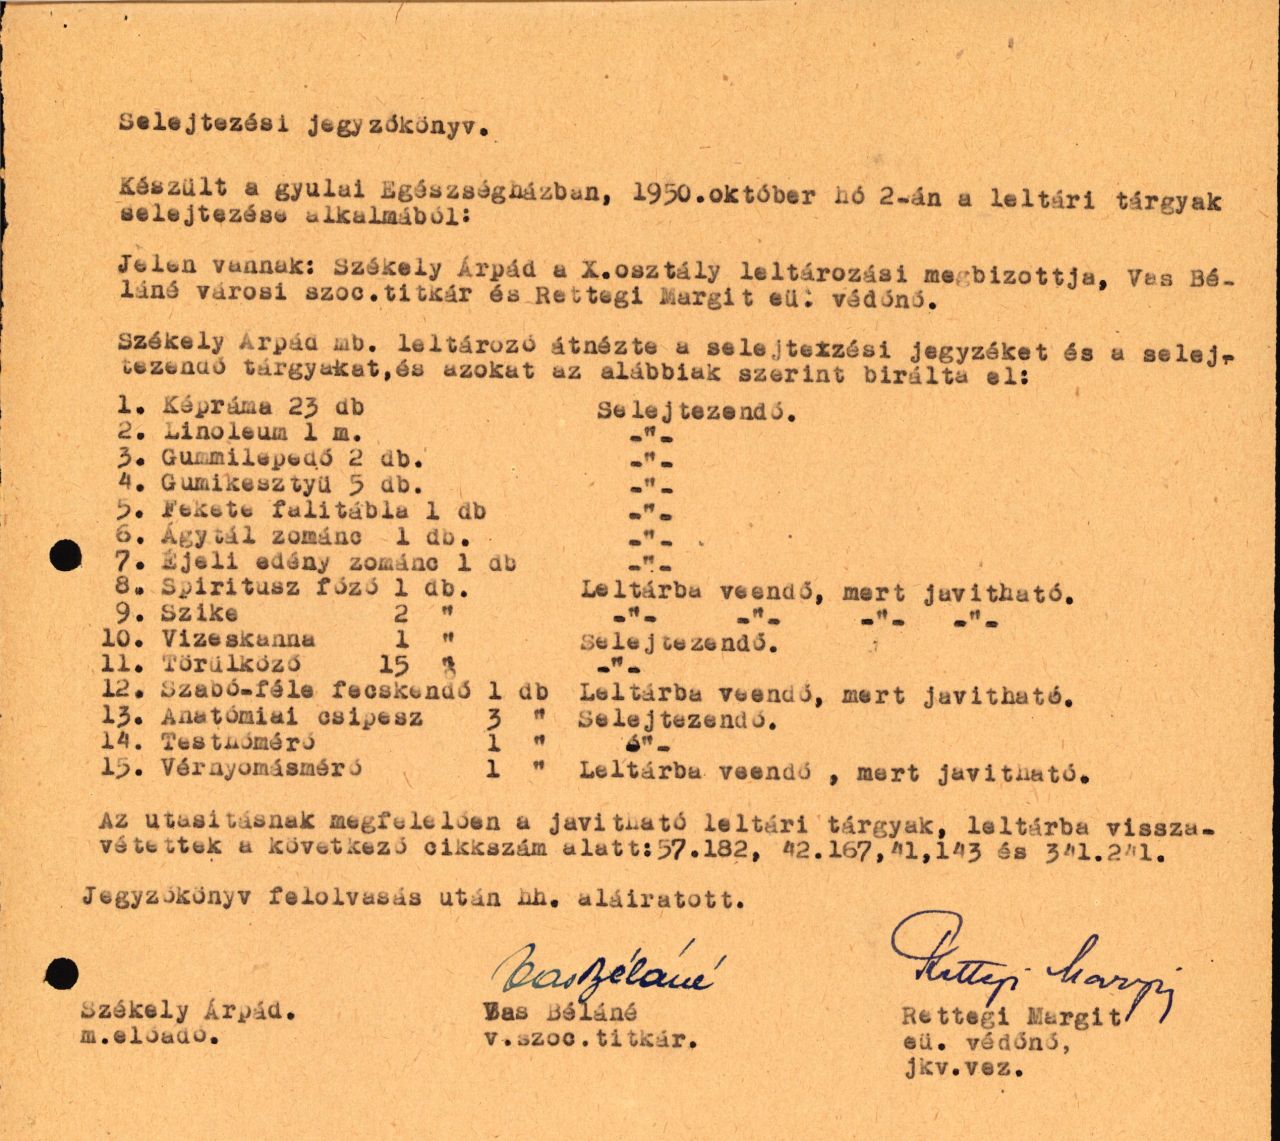 Selejtezési jegyzőkönyv.
Készült a gyulai Egészségházban, 1950.október hó 2-án a leltári tárgyak
selejtezése alkalmából:
Jelen vannak: Székely Árpád a X.osztály leltározási megbizottja, Vas Bé-
láné városi szoc.titkár és Rettegi Margit eü. védőnő.
Székely Árpád mb. leltározó átnézte a selejtexzési jegyzéket és a selej-
tezendő tárgyakat,és azokat az alábbiak szerint birálta el:
1. Képráma 23 db Selejtezendő.
2. Linoleum 1 m. -"-
3. Gummilepedő 2 db. -"-
4. Gumikesztyü 5 db. -"-
5. Fekete falitábla 1 db -"-
6. Ágytál zománc 1 db. -"-
7. Éjeli edény zománc 1 db -"-
8. Spiritusz főző 1 db. Leltárba veendő, mert javitható.
9. Szike 2 " -"- -"- -"- -"-
10. Vizeskanna 1 " Selejtezendő.
11. Törülköző 15 " -"-
12. Szabó-féle fecskendő 1 db Leltárba veendő, mert javitható.
13. Anatómiai csipesz 3 " Selejtezendő.
14. Testhőmérő 1 " é"-
15. Vérnyomásmérő 1 " Leltárba veendő , mert javitható.
Az utasitásnak megfelelően a javitható leltári tárgyak, leltárba vissza-
vétettek a következő cikkszám alatt:57.182, 42.167,41,143 és 341.241.
Jegyzőkönyv felolvasás után hh. aláiratott.
Vas Béláné Rettegi Margit
Székely Árpád. Vas Béláné Rettegi Margit
m.előadó. v.szoc.titkár. eü. védőnő,
jkv.vez.